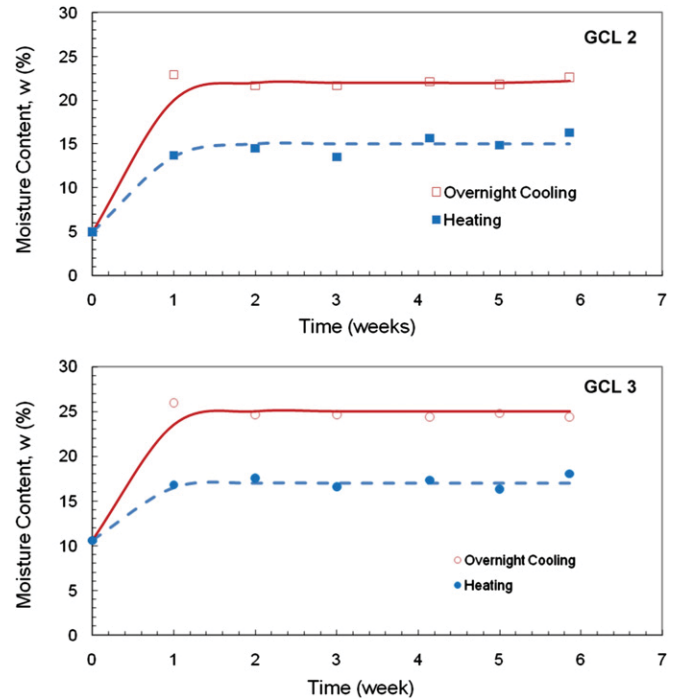 30
GCL 2
25
20
15
10
5
0
Moisture Content, w (%)
Overnight Cooling
Heating
0 1 2 3 4 5 6 7
Time (weeks)
30
GCL 3
25
20
15
10
5
0
Moisture Content, w (%)
Overnight Cooling
Heating
0 1 2 3 4 5 6 7
Time (week)